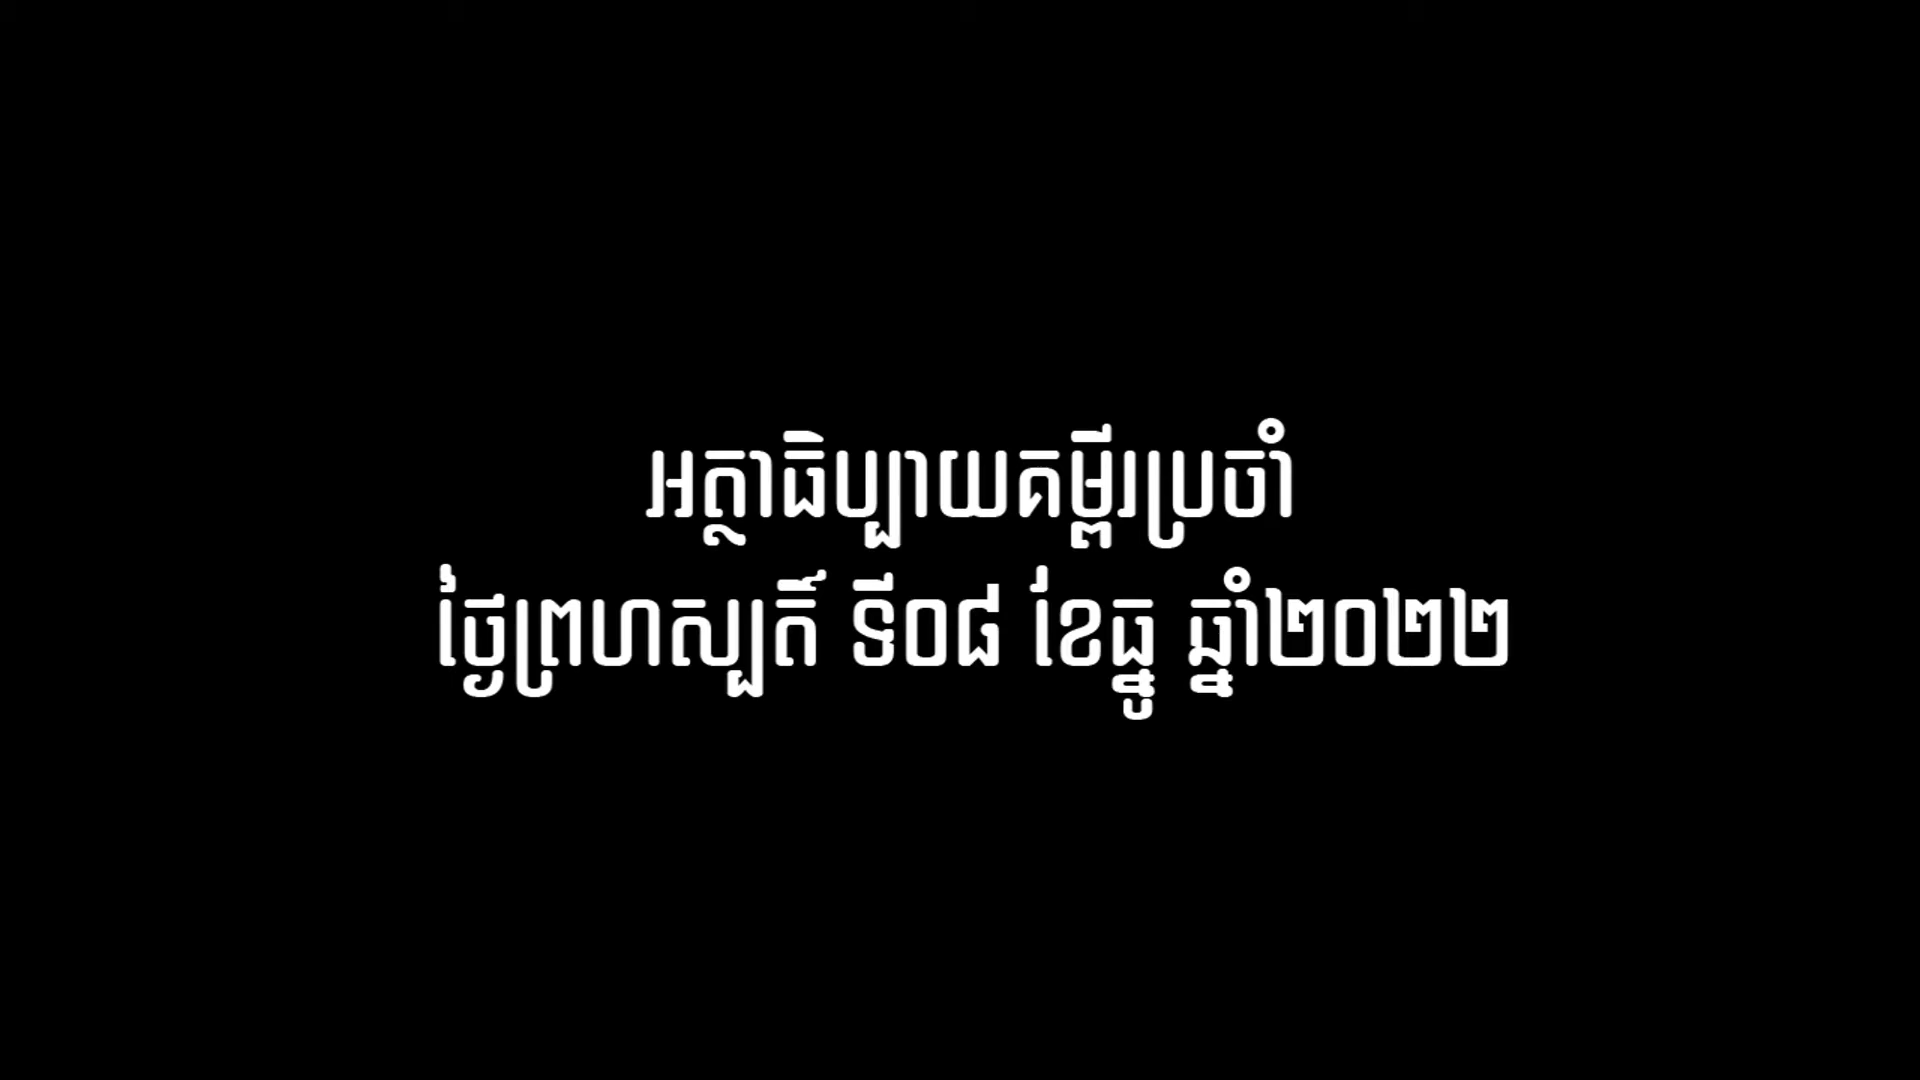 អត្ថាធិប្បាយគម្ពីរប្រចាំ
ថ្ងៃព្រហស្បតិ៍ ទី០៨ ខែធ្នូ ឆ្នាំ២០២២